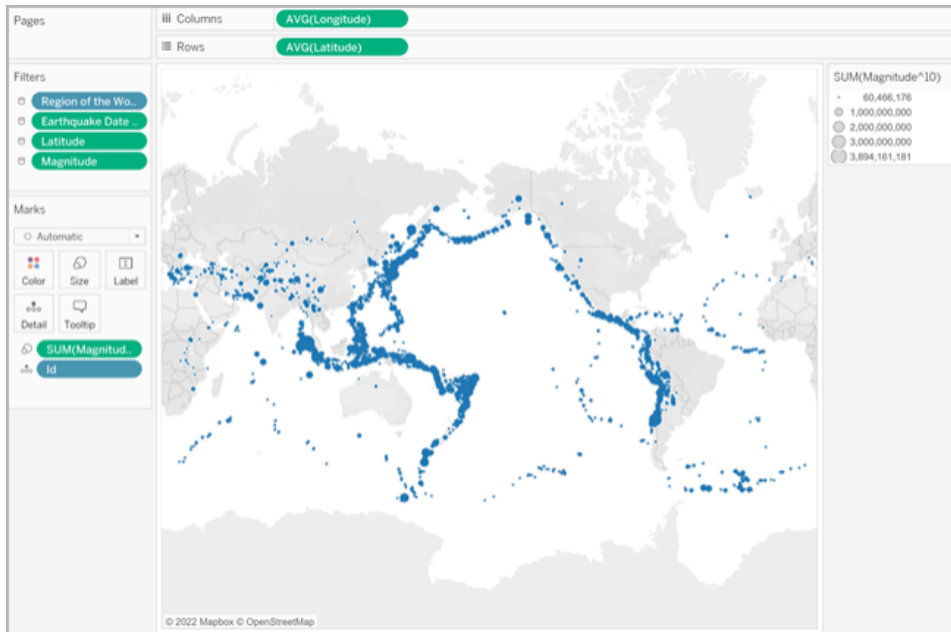 Pages
Columns
AVG(Longitude)
Rows
AVG(Latitude)
Filters
Region of the Wo..
Earthquake Date ..
Latitude
Magnitude
Marks
Automatic
Color
Size
Label
Detail
Tooltip
SUM(Magnitud..
Id
SUM(Magnitude^10)
60,466,176
1,000,000,000
2,000,000,000
3,000,000,000
3,894,161,181
© 2022 Mapbox © OpenStreetMap